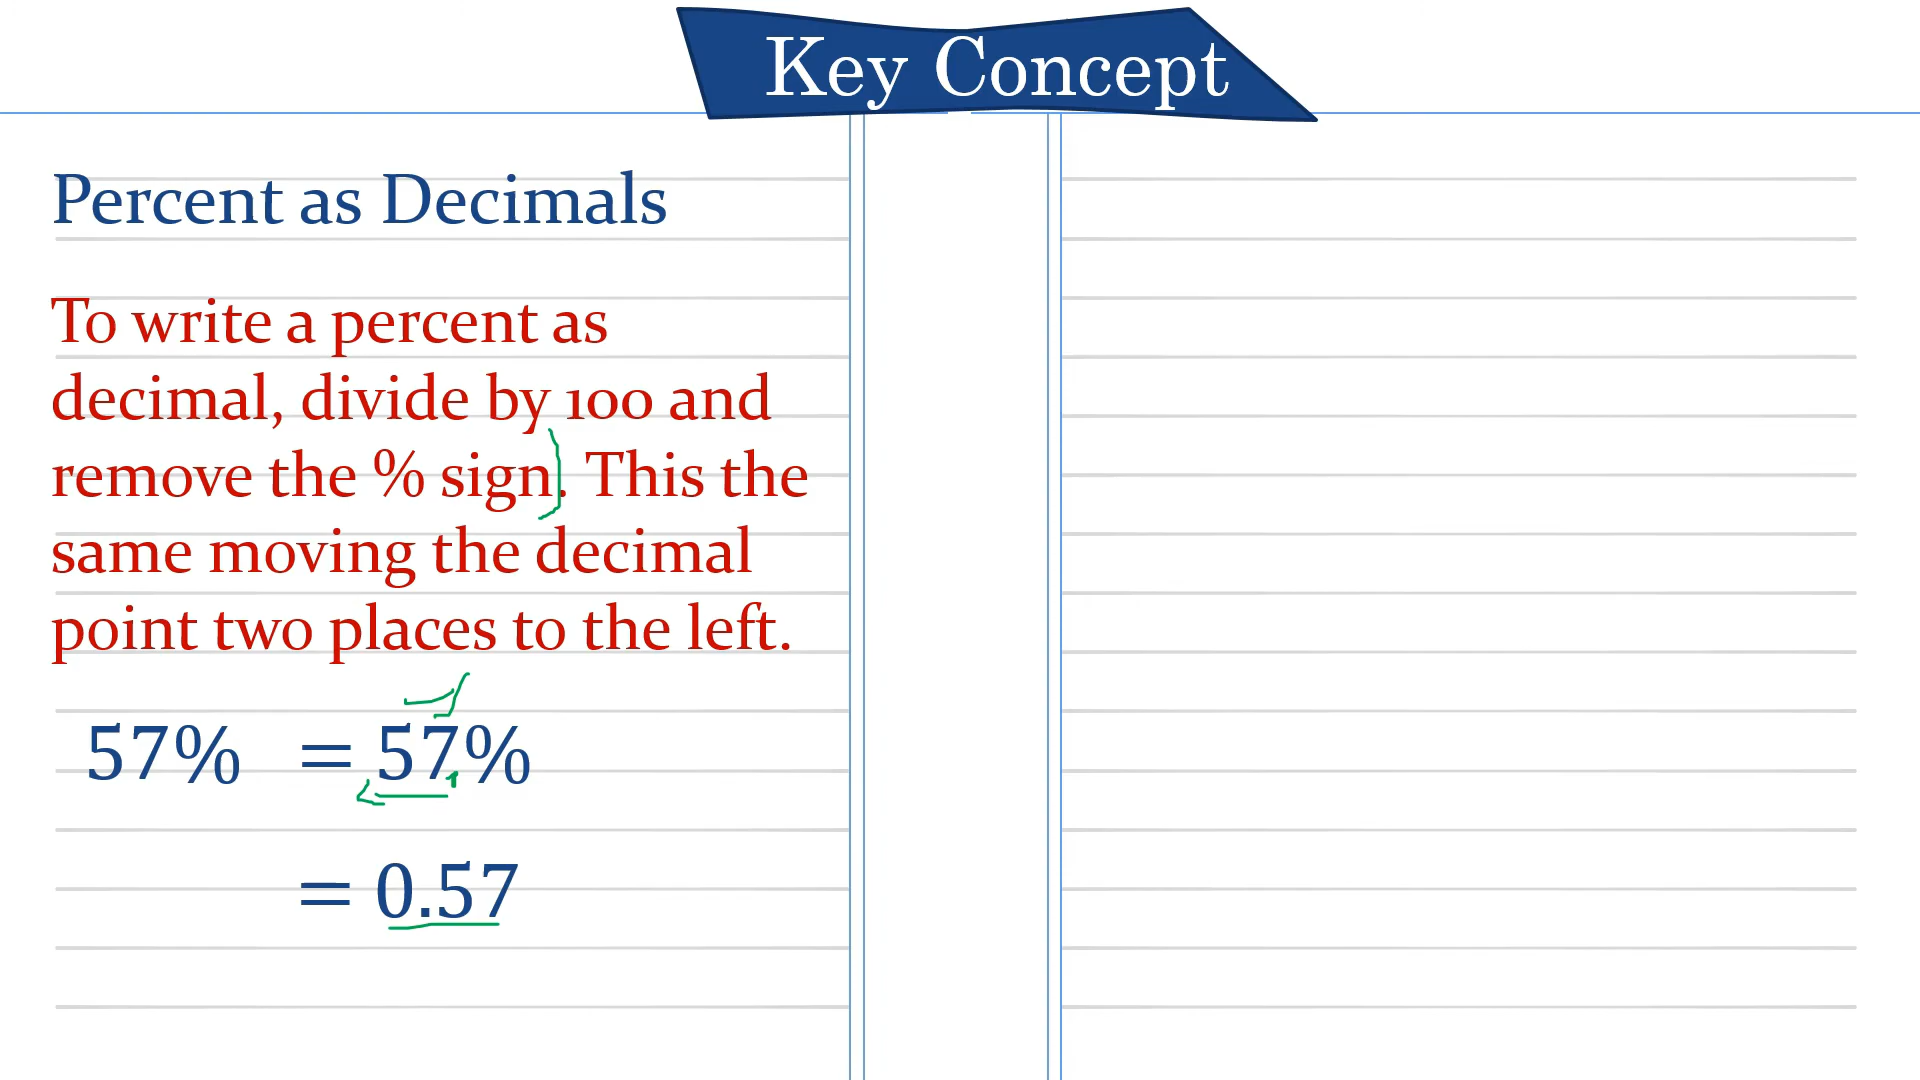 Key Concept
Percent as Decimals
To write a percent as
decimal, divide by 100 and
remove the % sign. This the
same moving the decimal
point two places to the left.
57% = 57%
= 0.57